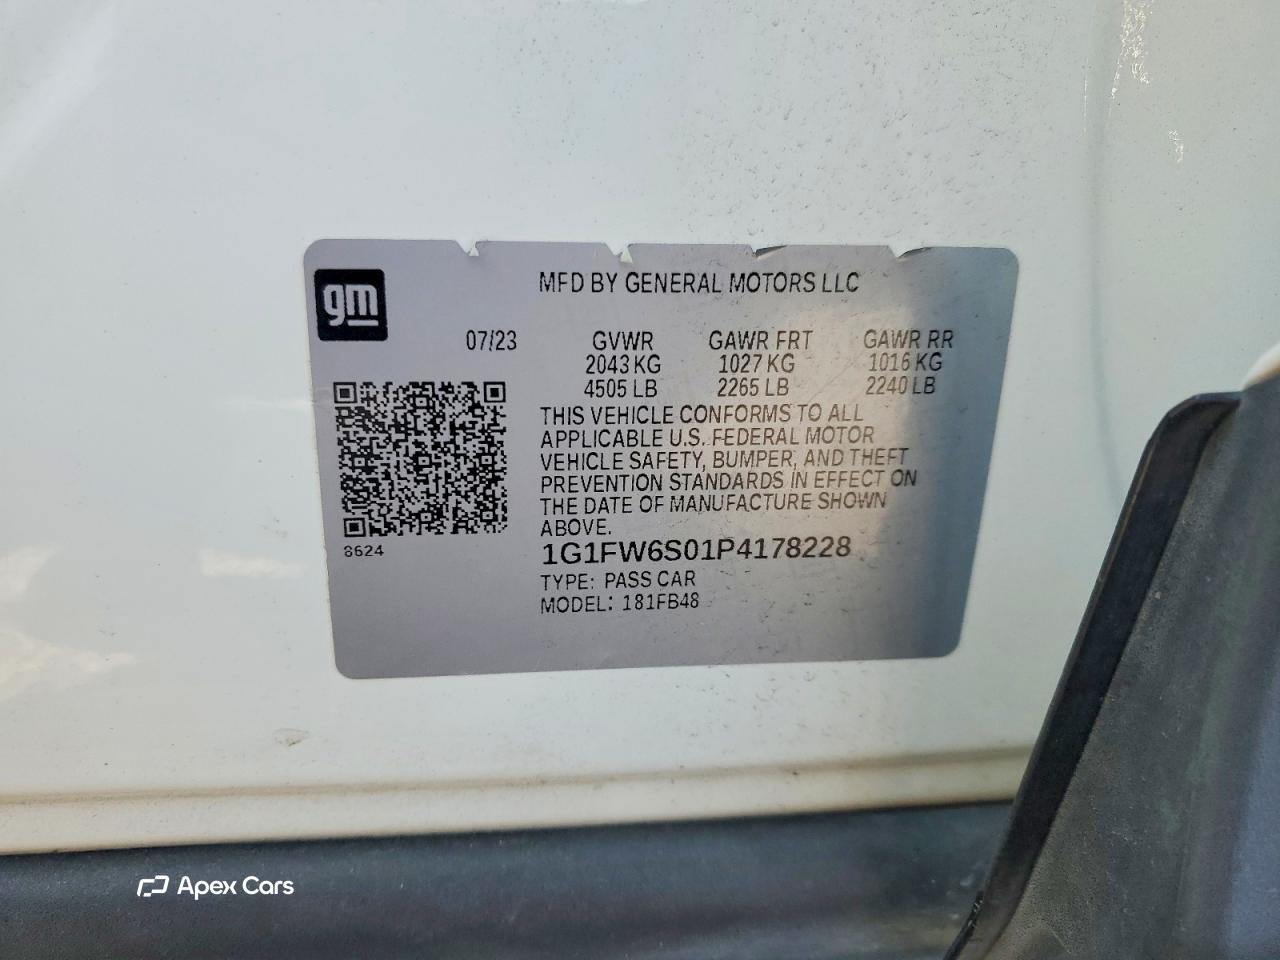 gm
MFD BY GENERAL MOTORS LLC
07/23 GVWR GAWR FRT GAWR RR
2043 KG 1027 KG 1016 KG
4505 LB 2265 LB 2240 LB
THIS VEHICLE CONFORMS TO ALL
APPLICABLE U.S. FEDERAL MOTOR
VEHICLE SAFETY, BUMPER, AND THEFT
PREVENTION STANDARDS IN EFFECT ON
THE DATE OF MANUFACTURE SHOWN
ABOVE.
8624
1G1FW6S01P4178228
TYPE: PASS CAR
MODEL: 181FB48
Apex Cars